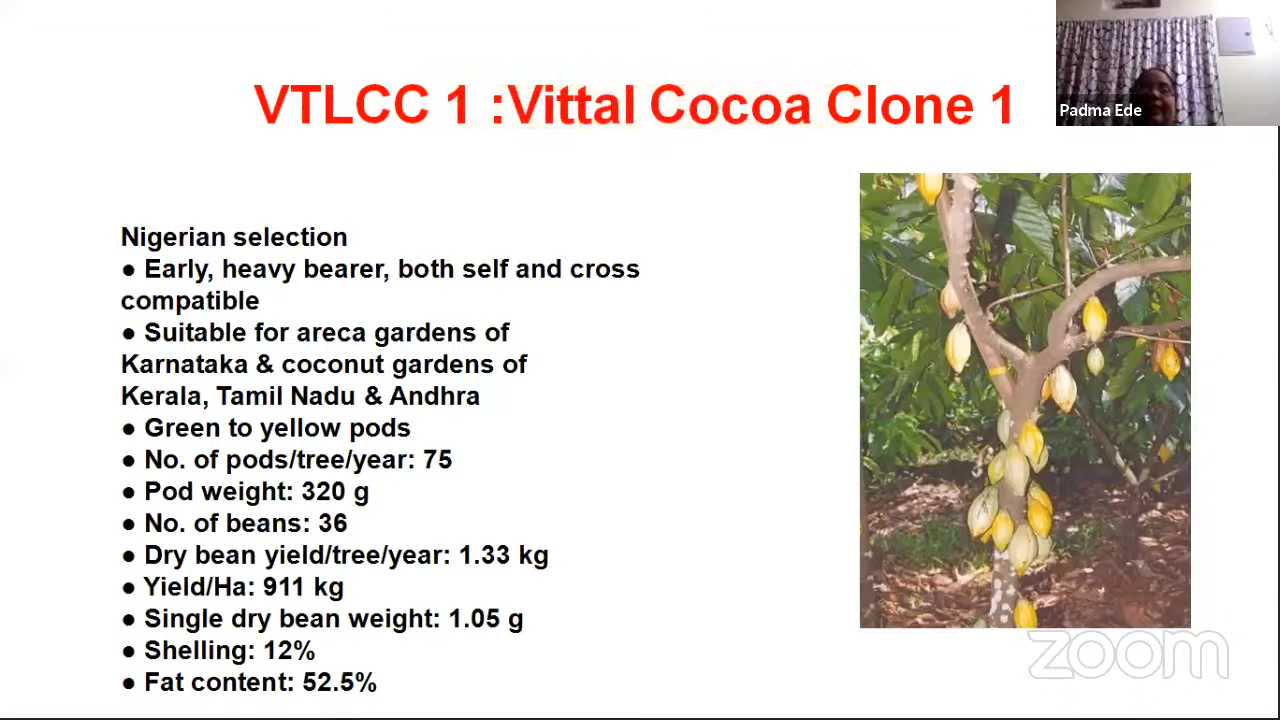 VTLCC 1 :Vittal Cocoa Clone 1
Padma Ede
Nigerian selection
● Early, heavy bearer, both self and cross
compatible
● Suitable for areca gardens of
Karnataka & coconut gardens of
Kerala, Tamil Nadu & Andhra
● Green to yellow pods
● No. of pods/tree/year: 75
● Pod weight: 320 g
● No. of beans: 36
● Dry bean yield/tree/year: 1.33 kg
● Yield/Ha: 911 kg
● Single dry bean weight: 1.05 g
● Shelling: 12%
● Fat content: 52.5%
zoom